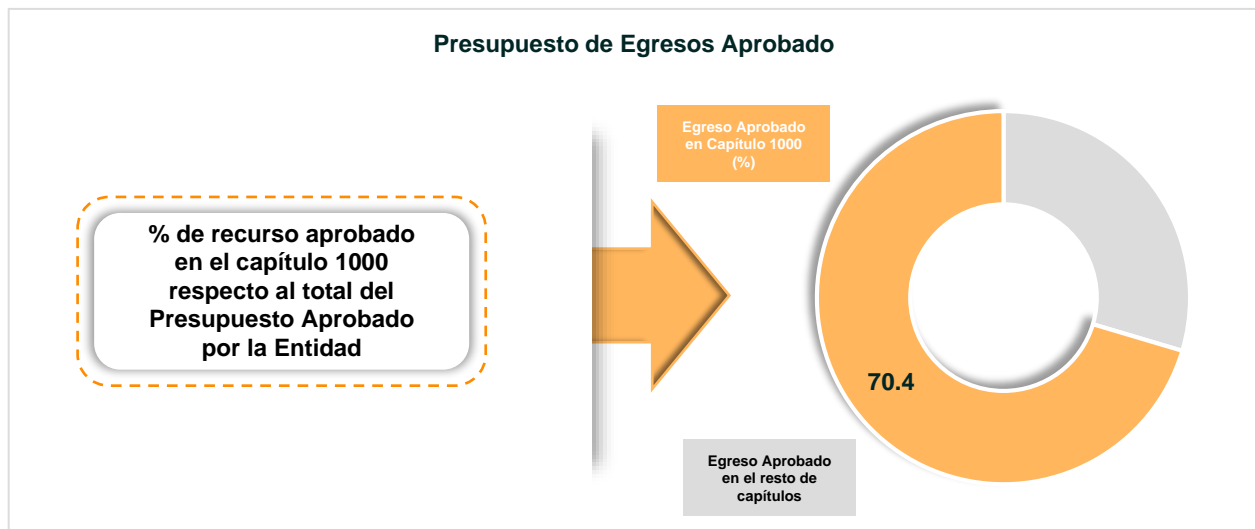 Presupuesto de Egresos Aprobado
Egreso Aprobado
en Capítulo 1000
(%)
% de recurso aprobado
en el capítulo 1000
respecto al total del
Presupuesto Aprobado
por la Entidad
70.4
Egreso Aprobado
en el resto de
capítulos